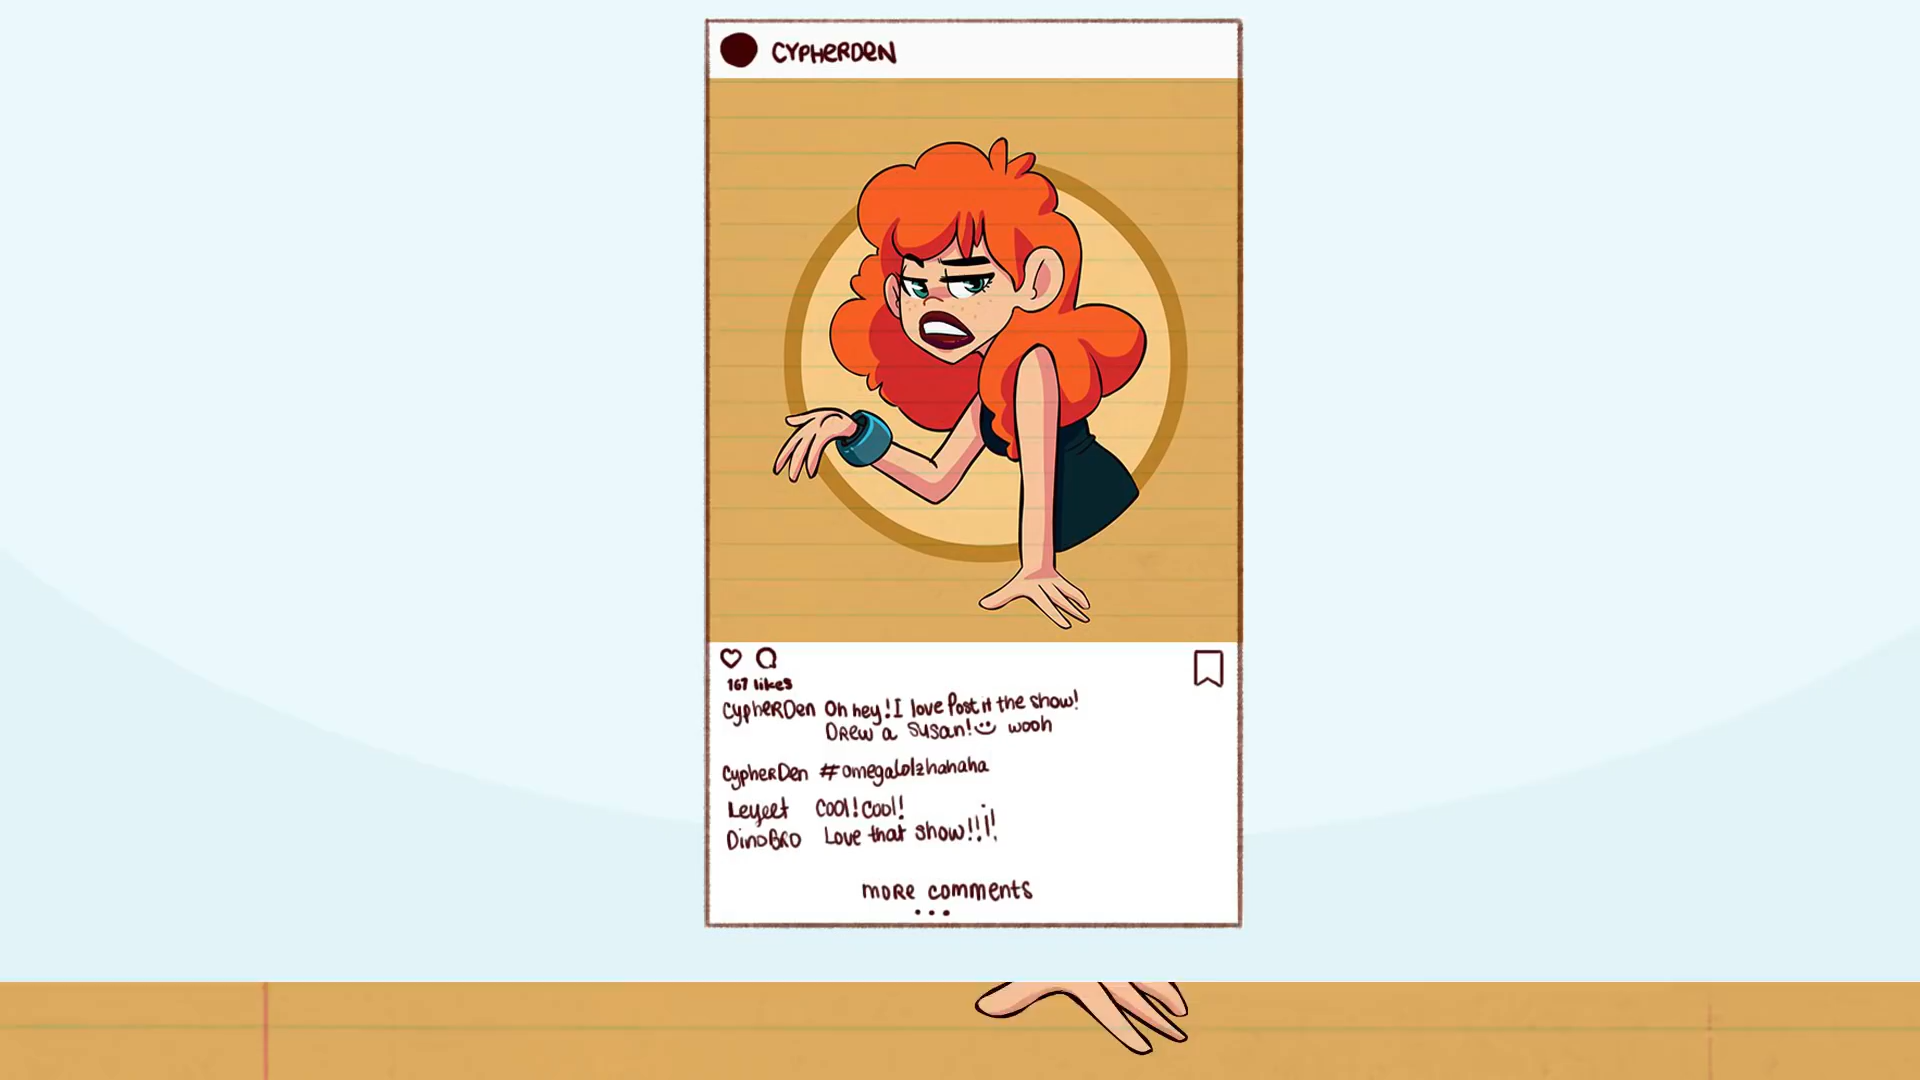 CYPHERDEN
167 likes
CypherDen Oh hey! I love Post it the show!
Drew a Susan! wooh
CypherDen #omegalolzhahaha
Leyeet Cool! Cool!
DinoBro Love that show!!¡!
more comments
...